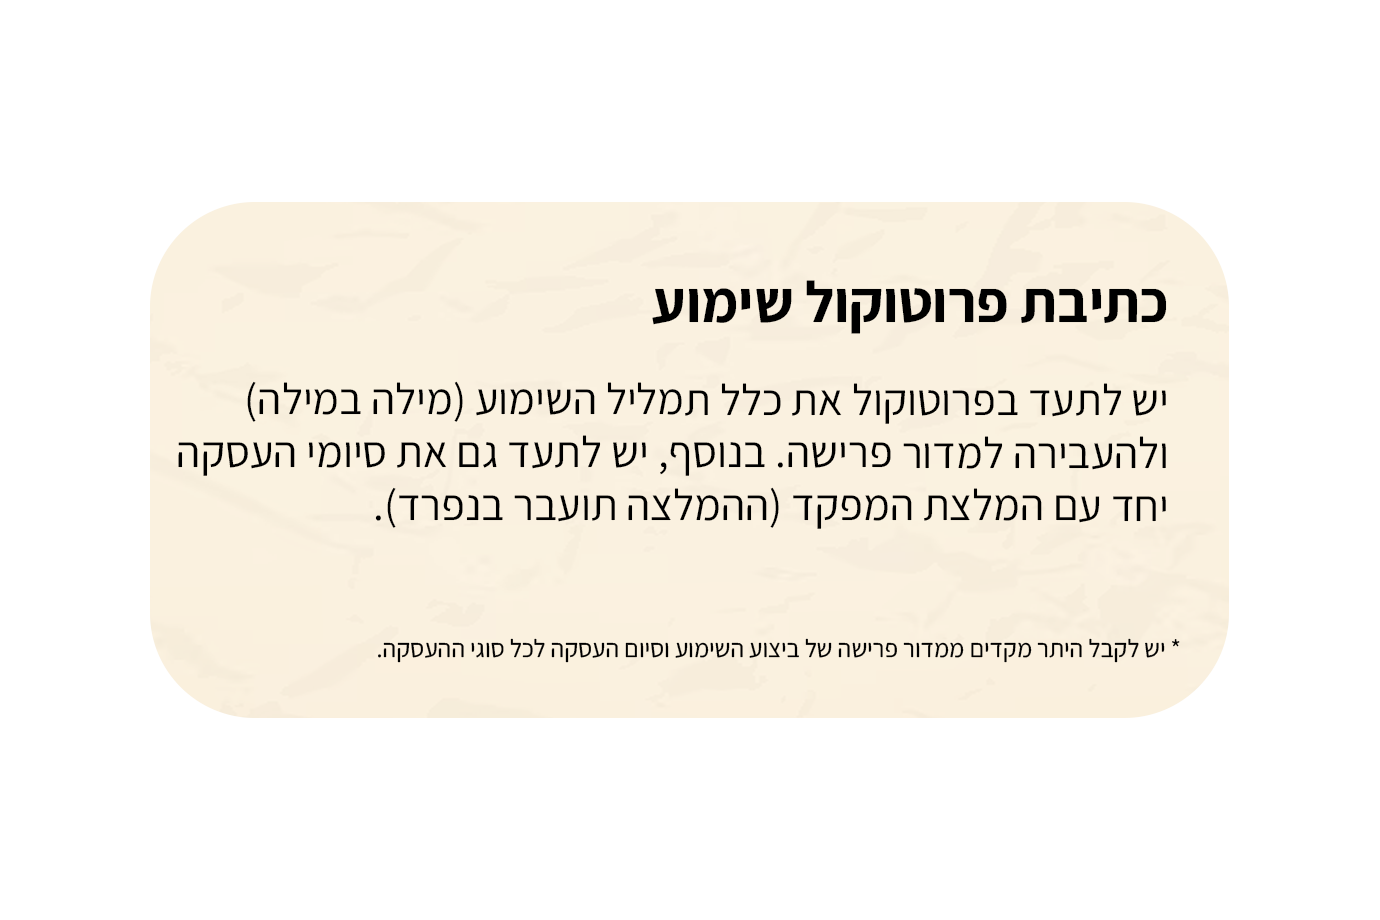 כתיבת פרוטוקול שימוע
יש לתעד בפרוטוקול את כלל תמליל השימוע (מילה במילה)
ולהעבירה למדור פרישה. בנוסף, יש לתעד גם את סיומי העסקה
יחד עם המלצת המפקד (ההמלצה תועבר בנפרד).
* יש לקבל היתר מקדים ממדור פרישה של ביצוע השימוע וסיום העסקה לכל סוגי ההעסקה.